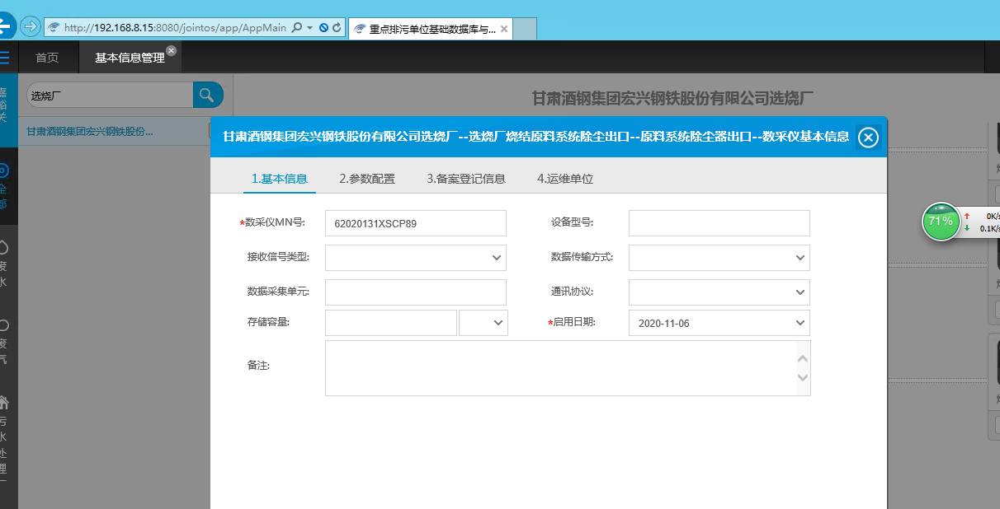 http://192.168.8.15:8080/jointos/app/AppMain
重点排污单位基础数据库与...
首页
基本信息管理
嘉峪关
选烧厂
甘肃酒钢集团宏兴钢铁股份有限公司选烧厂
甘肃酒钢集团宏兴钢铁股份...
全部
废水
废气
污水处理厂
甘肃酒钢集团宏兴钢铁股份有限公司选烧厂--选烧厂烧结原料系统除尘出口--原料系统除尘器出口--数采仪基本信息
1.基本信息
2.参数配置
3.备案登记信息
4.运维单位
*数采仪MN号: 62020131XSCP89
设备型号:
接收信号类型:
数据传输方式:
数据采集单元:
通讯协议:
存储容量:
*启用日期: 2020-11-06
备注:
71%
0K/s
0.1K/s